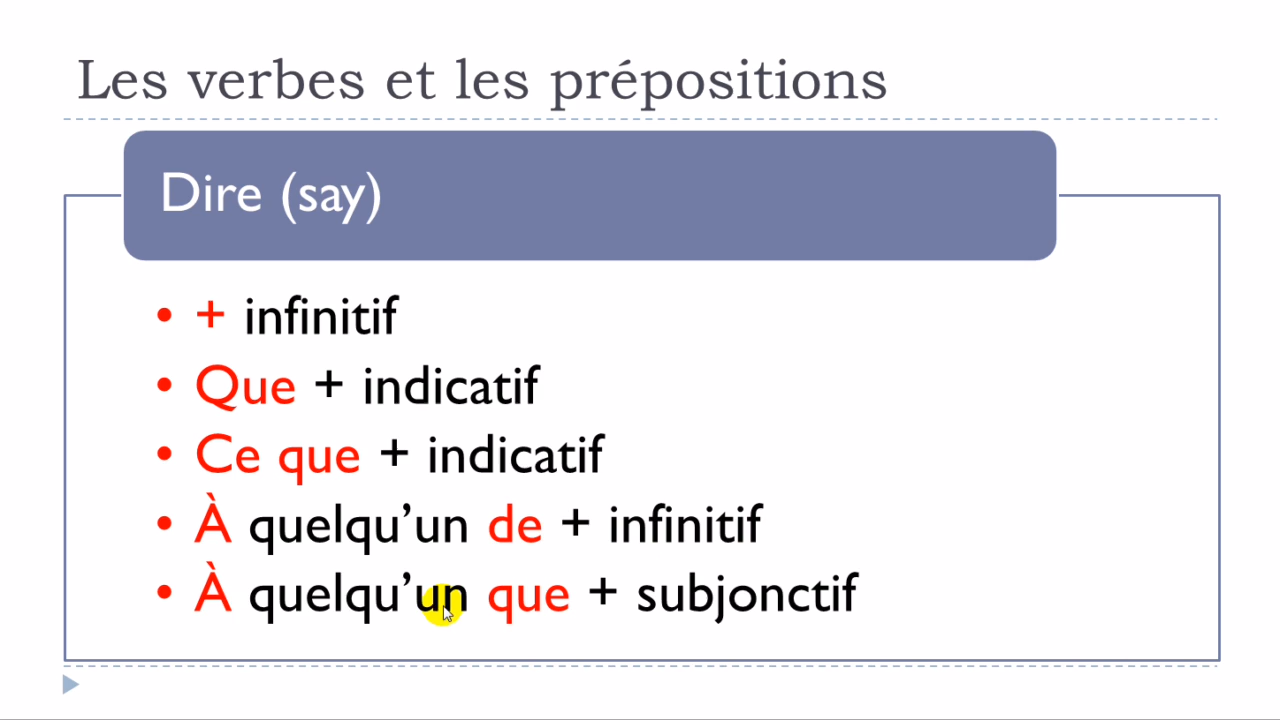 Les verbes et les prépositions
Dire (say)
• + infinitif
• Que + indicatif
• Ce que + indicatif
• À quelqu’un de + infinitif
• À quelqu’un que + subjonctif